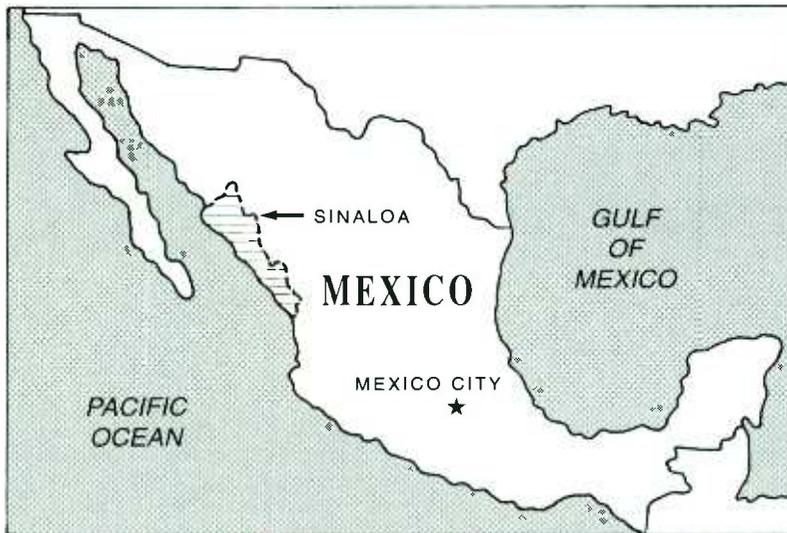 SINALOA
GULF
OF
MEXICO
MEXICO
MEXICO CITY
PACIFIC
OCEAN